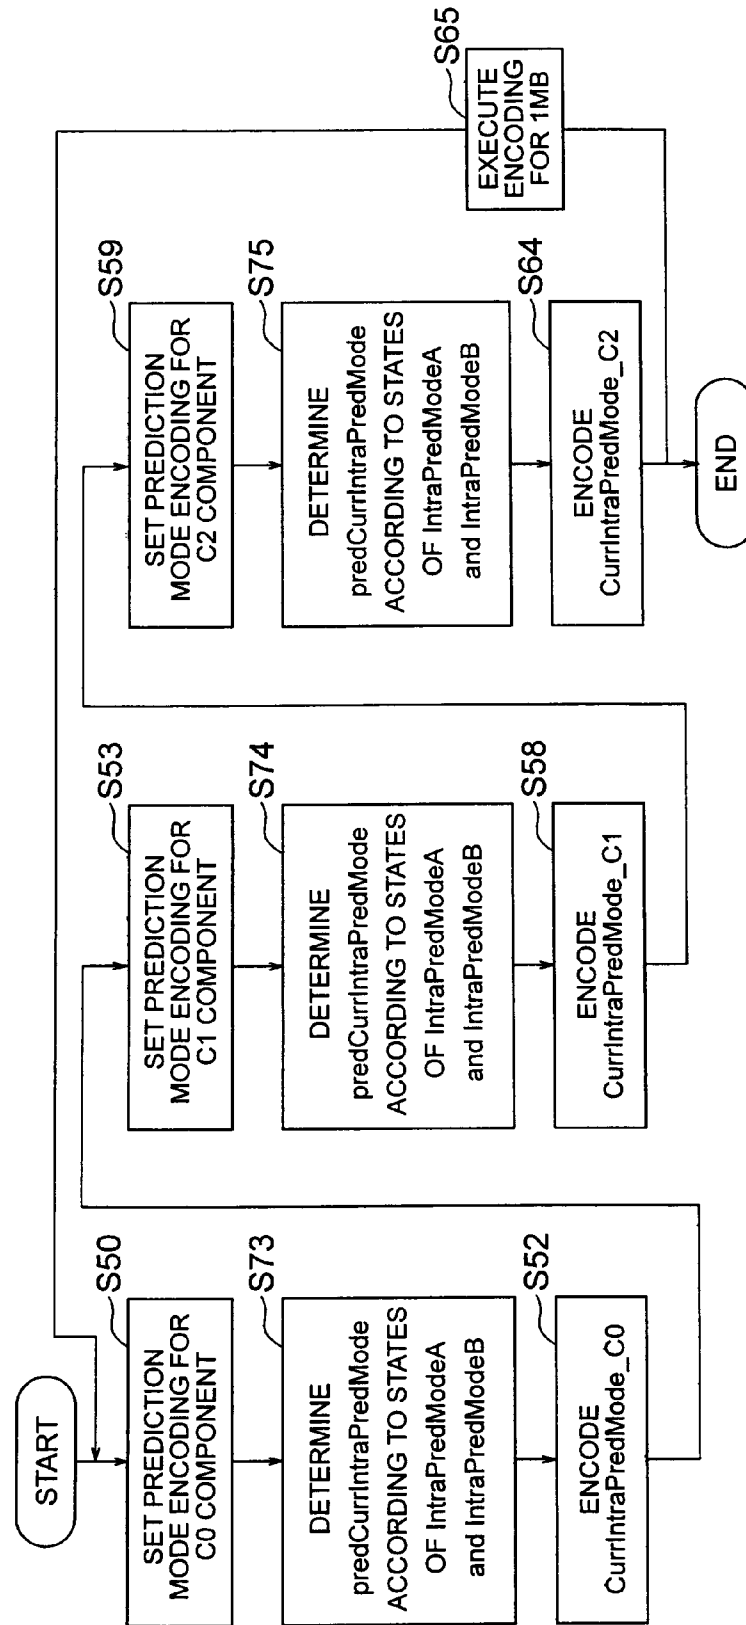 START
S50
SET PREDICTION
MODE ENCODING FOR
C0 COMPONENT
S73
DETERMINE
predCurrIntraPredMode
ACCORDING TO STATES
OF IntraPredModeA
and IntraPredModeB
S52
ENCODE
CurrIntraPredMode_C0
S53
SET PREDICTION
MODE ENCODING FOR
C1 COMPONENT
S74
DETERMINE
predCurrIntraPredMode
ACCORDING TO STATES
OF IntraPredModeA
and IntraPredModeB
S58
ENCODE
CurrIntraPredMode_C1
S59
SET PREDICTION
MODE ENCODING FOR
C2 COMPONENT
S75
DETERMINE
predCurrIntraPredMode
ACCORDING TO STATES
OF IntraPredModeA
and IntraPredModeB
S64
ENCODE
CurrIntraPredMode_C2
S65
EXECUTE
ENCODING
FOR 1MB
END